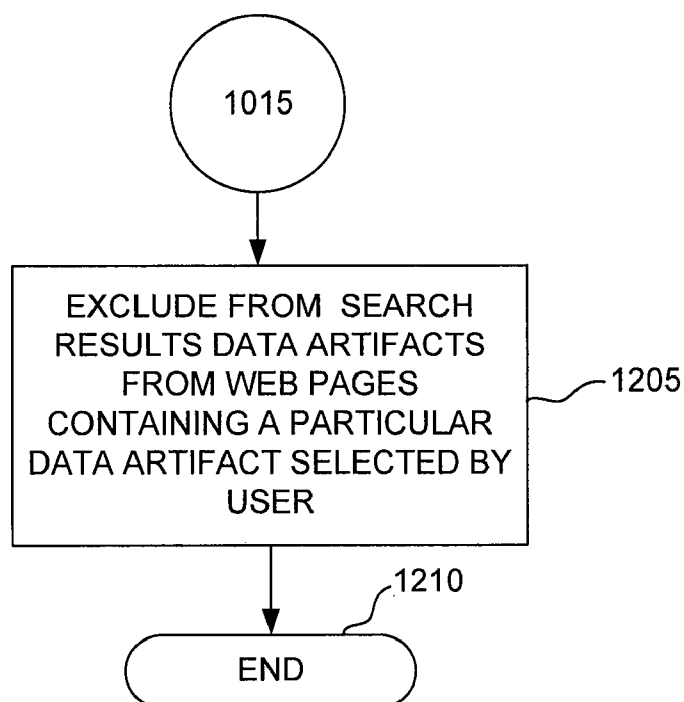 1015
EXCLUDE FROM SEARCH
RESULTS DATA ARTIFACTS
FROM WEB PAGES
CONTAINING A PARTICULAR
DATA ARTIFACT SELECTED BY
USER
1205
1210
END